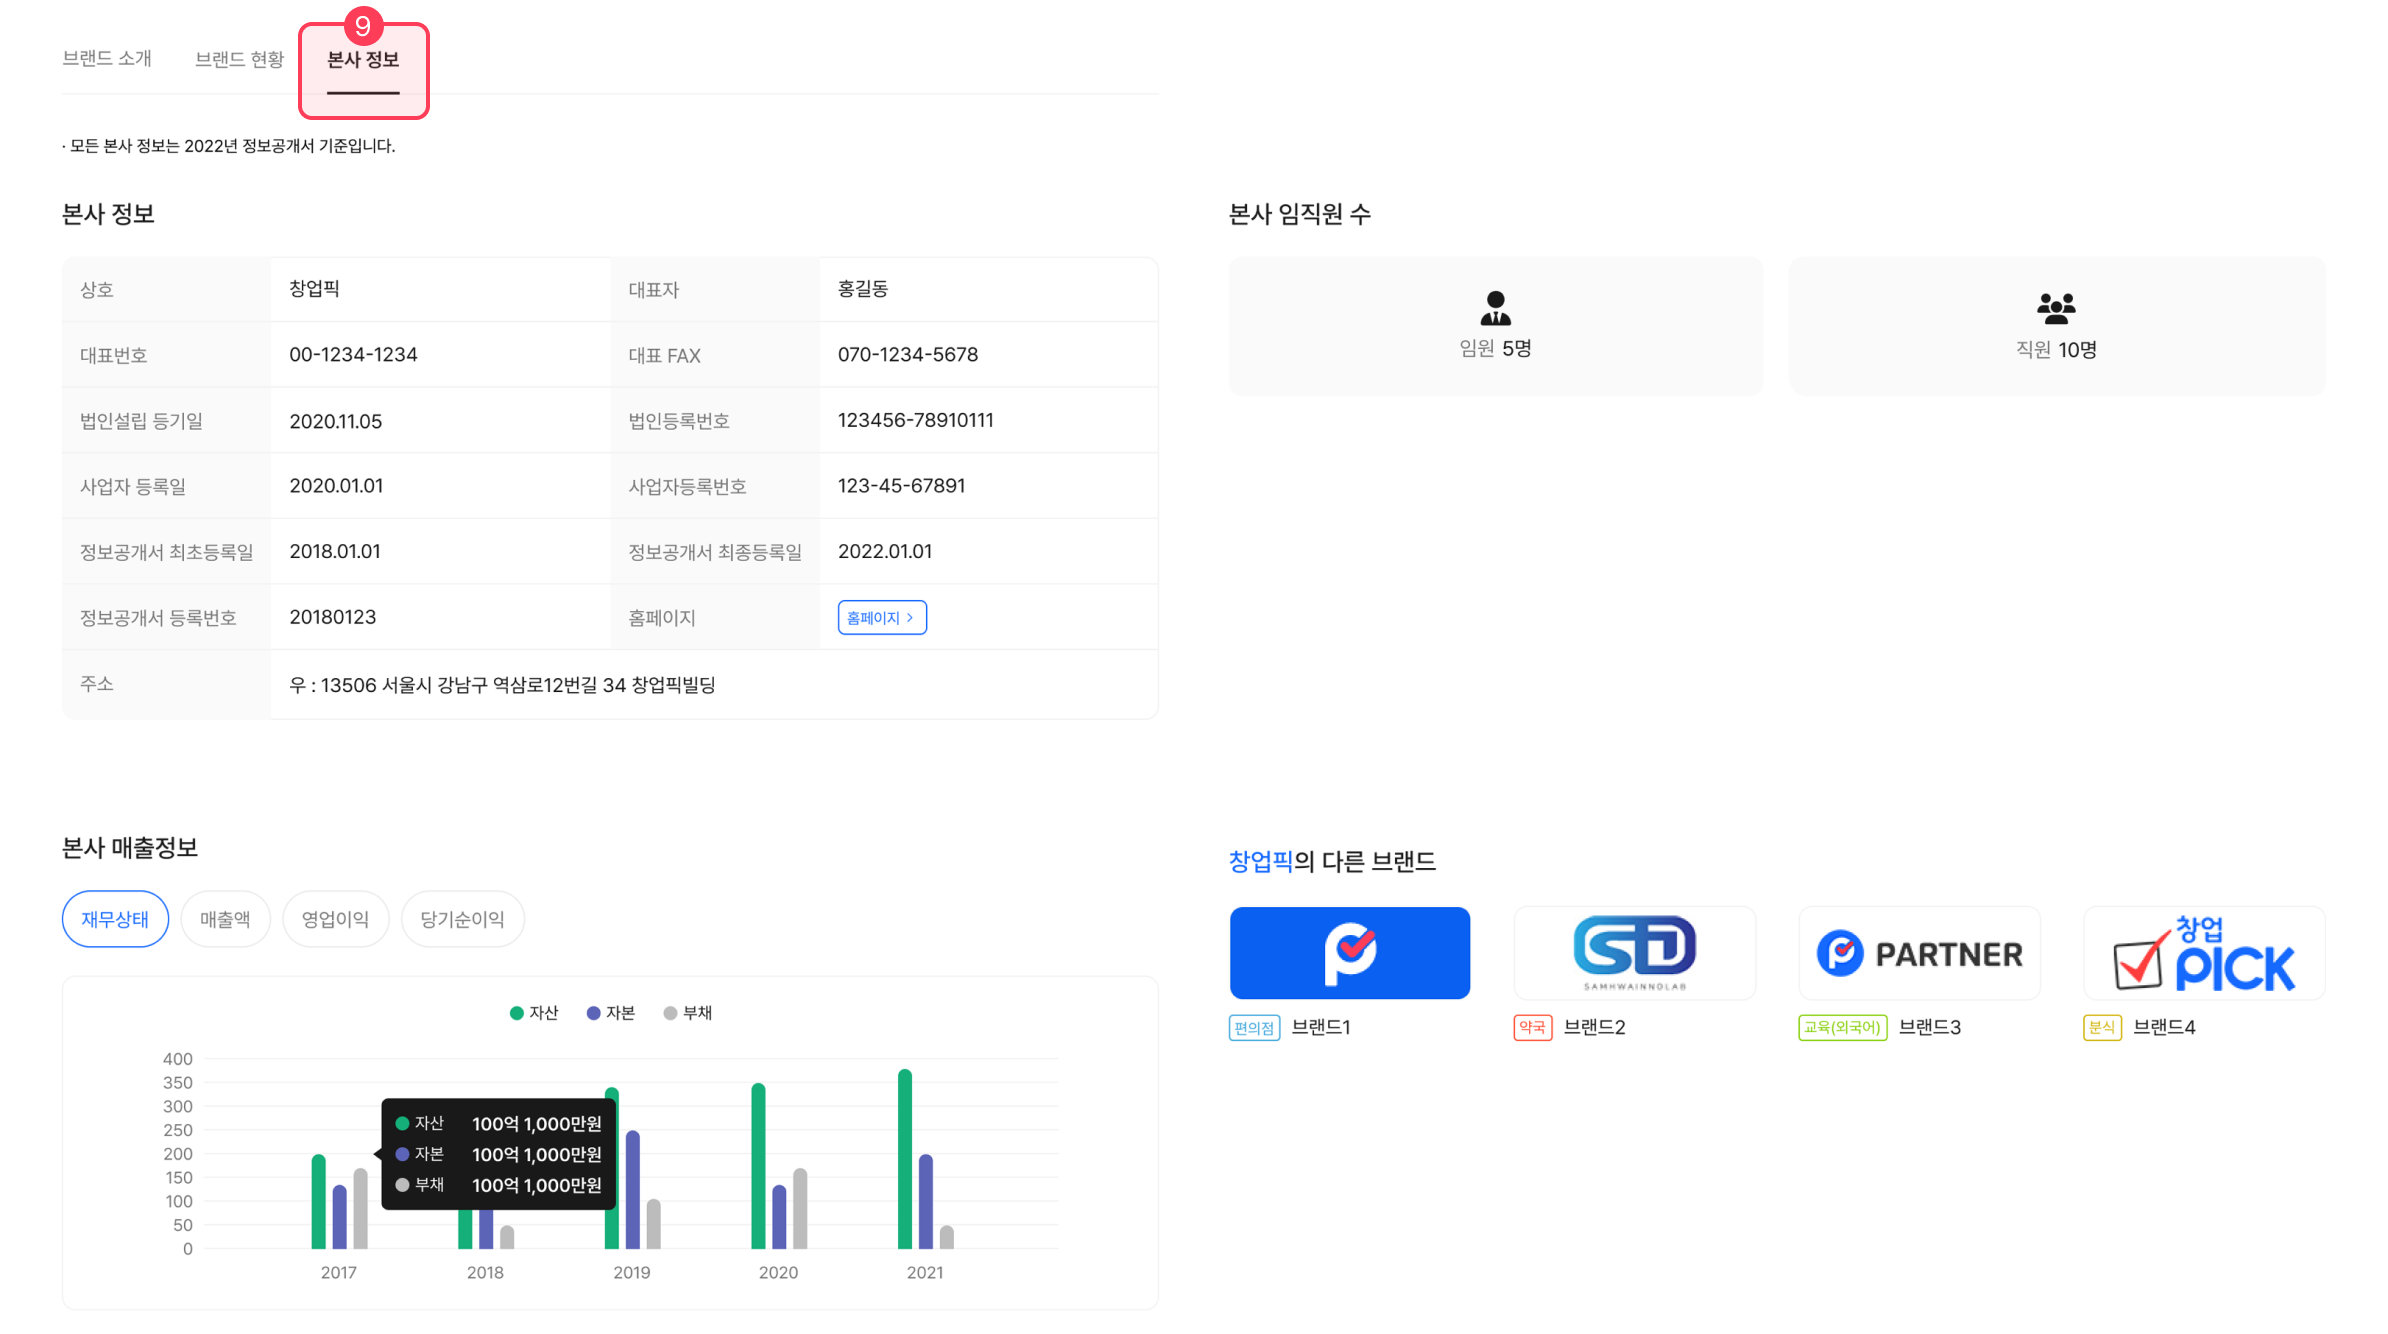 9
브랜드 소개 브랜드 현황 본사 정보
· 모든 본사 정보는 2022년 정보공개서 기준입니다.
본사 정보
상호 창업픽 대표자 홍길동
대표번호 00-1234-1234 대표 FAX 070-1234-5678
법인설립 등기일 2020.11.05 법인등록번호 123456-78910111
사업자 등록일 2020.01.01 사업자등록번호 123-45-67891
정보공개서 최초등록일 2018.01.01 정보공개서 최종등록일 2022.01.01
정보공개서 등록번호 20180123 홈페이지 홈페이지 >
주소 우 : 13506 서울시 강남구 역삼로12번길 34 창업픽빌딩
본사 임직원 수
임원 5명 직원 10명
본사 매출정보
재무상태 매출액 영업이익 당기순이익
자산 자본 부채
400
350
300
250
200
150
100
50
0
자산 100억 1,000만원
자본 100억 1,000만원
부채 100억 1,000만원
2017 2018 2019 2020 2021
창업픽의 다른 브랜드
SD
SAMHWAINNOLAB
PARTNER
창업
PICK
편의점 브랜드1 약국 브랜드2 교육(외국어) 브랜드3 분식 브랜드4